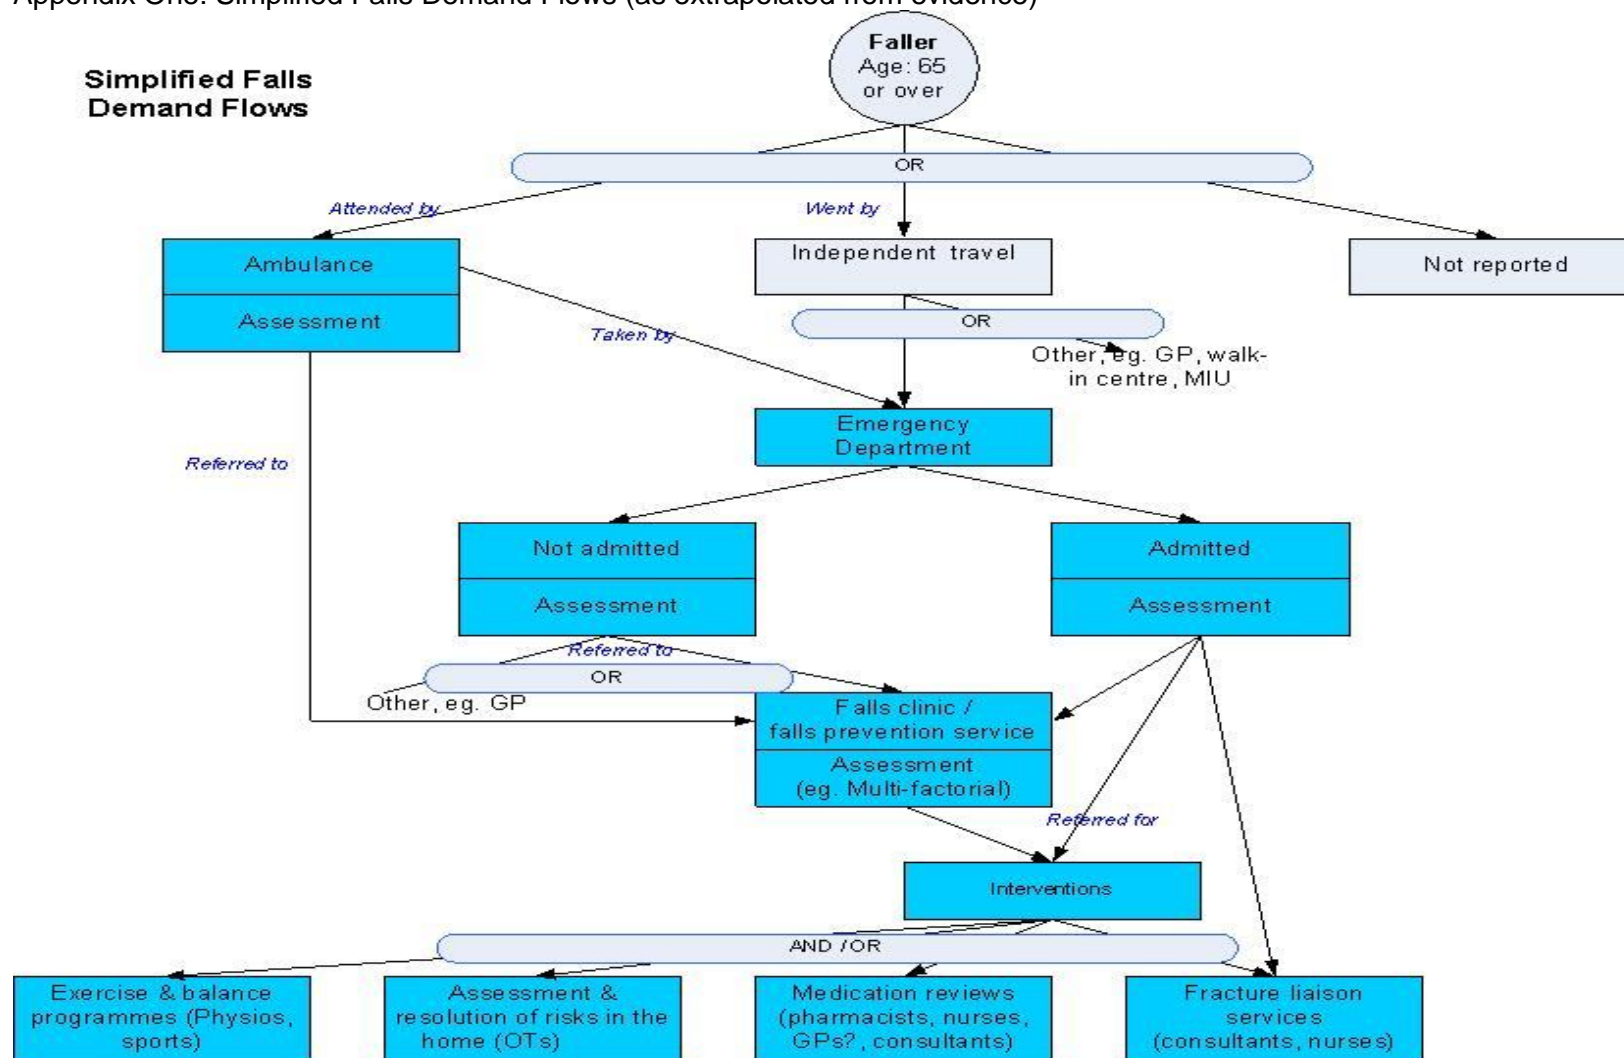 Appendix One: Simplified Falls Demand Flows (as extrapolated from evidence)
Simplified Falls
Demand Flows
Faller
Age: 65
or over
OR
Attended by
Went by
Ambulance
Assessment
Independent travel
Not reported
OR
Taken by
Other, eg. GP, walk-
in centre, MIU
Emergency
Department
Referred to
Not admitted
Assessment
Admitted
Assessment
Referred to
OR
Other, eg. GP
Falls clinic /
falls prevention service
Assessment
(eg. Multi-factorial)
Referred for
Interventions
AND / OR
Exercise & balance
programmes (Physios,
sports)
Assessment &
resolution of risks in the
home (OTs)
Medication reviews
(pharmacists, nurses,
GPs?, consultants)
Fracture liaison
services
(consultants, nurses)